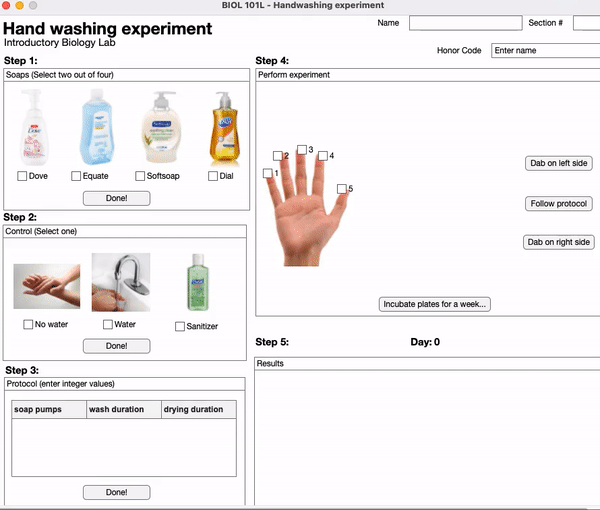 BIOL 101L - Handwashing experiment
Hand washing experiment
Introductory Biology Lab
Name
Section #
Honor Code
Enter name
Step 1:
Soaps (Select two out of four)
Dove
Dove
Equate
Softsoap
Dial
Done!
Step 2:
Control (Select one)
No water
Water
Sanitizer
Done!
Step 3:
Protocol (enter integer values)
soap pumps wash duration drying duration
Done!
Step 4:
Perform experiment
1
2
3
4
5
Dab on left side
Follow protocol
Dab on right side
Incubate plates for a week...
Step 5:
Day: 0
Results